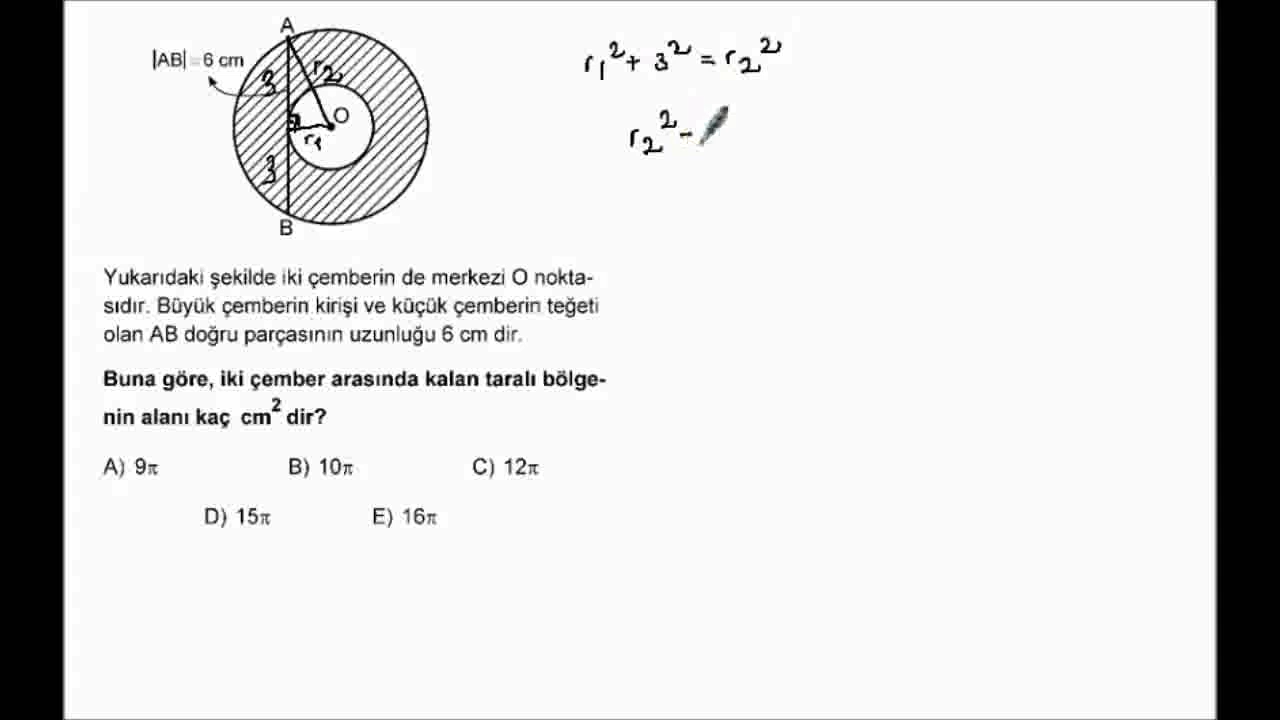 A
|AB| = 6 cm
3
r₂
O
r₁
3
B
r₁² + 3² = r₂²
r₂² -
Yukarıdaki şekilde iki çemberin de merkezi O nokta-
sıdır. Büyük çemberin kirişi ve küçük çemberin teğeti
olan AB doğru parçasının uzunluğu 6 cm dir.
Buna göre, iki çember arasında kalan taralı bölge-
nin alanı kaç cm² dir?
A) 9π B) 10π C) 12π
D) 15π E) 16π